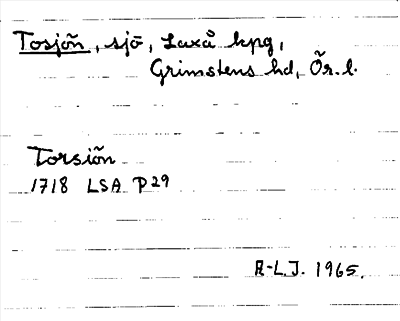 Tosjön, sjö, Laxå kpg,
Grimstens hd, Ör. l.
Torsiön
1718 LSA P29
R-L.J. 1965.